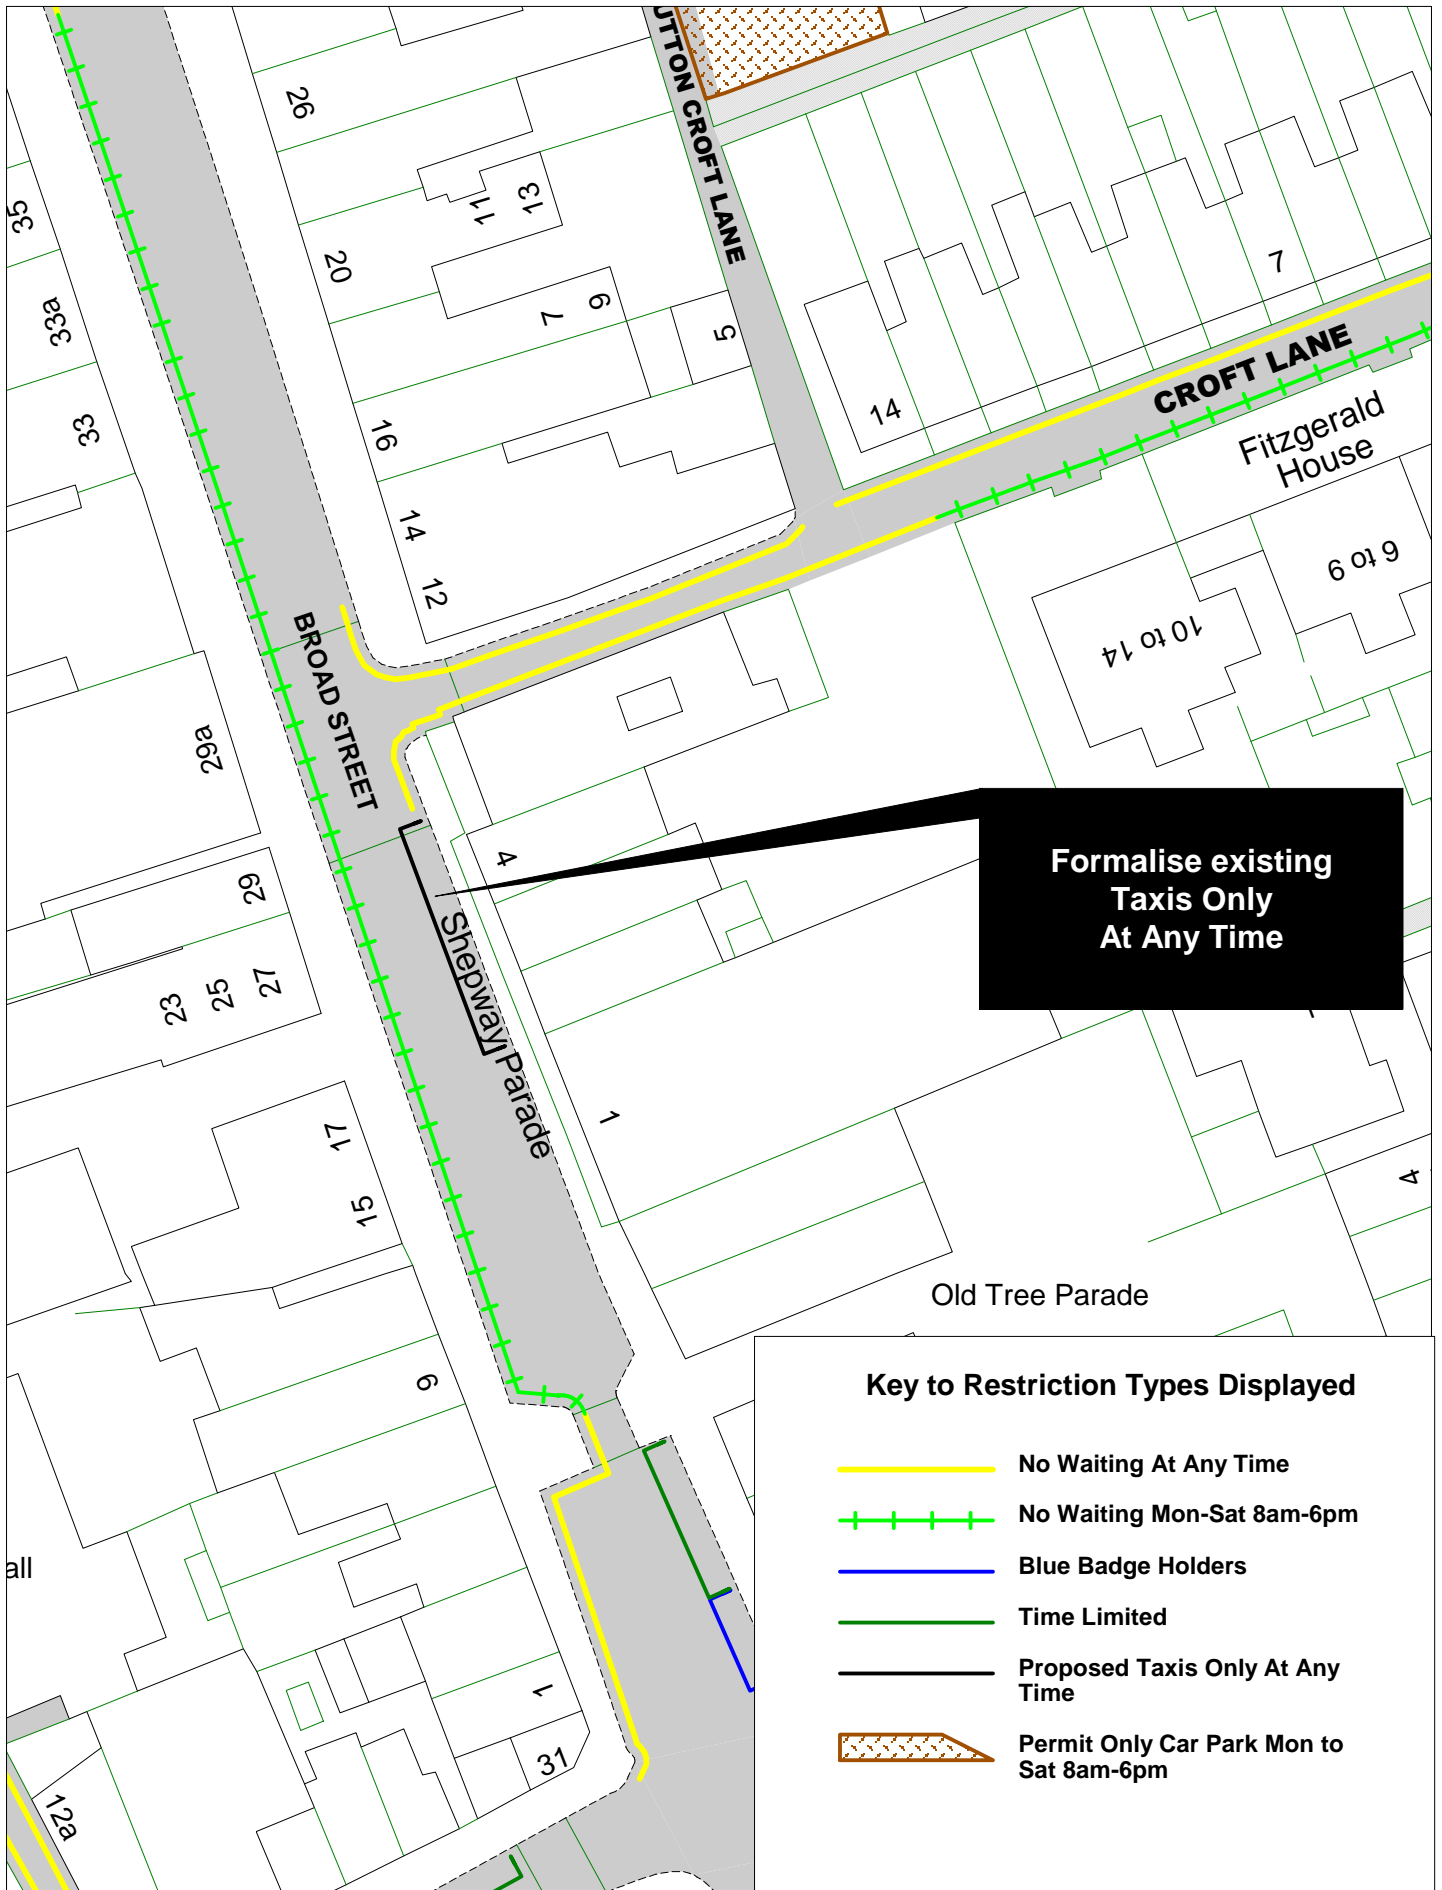 UTTON CROFT LANE
26
35
13
11
20
33a
9
7
5
7
CROFT LANE
14
Fitzgerald
House
33
16
14
12
6 to 9
10 to 14
BROAD STREET
29a
4
Formalise existing
Taxis Only
At Any Time
29
27
25
23
Shepway Parade
1
17
15
4
Old Tree Parade
9
Key to Restriction Types Displayed
No Waiting At Any Time
No Waiting Mon-Sat 8am-6pm
Blue Badge Holders
Time Limited
Proposed Taxis Only At Any
Time
Permit Only Car Park Mon to
Sat 8am-6pm
all
1
31
12a